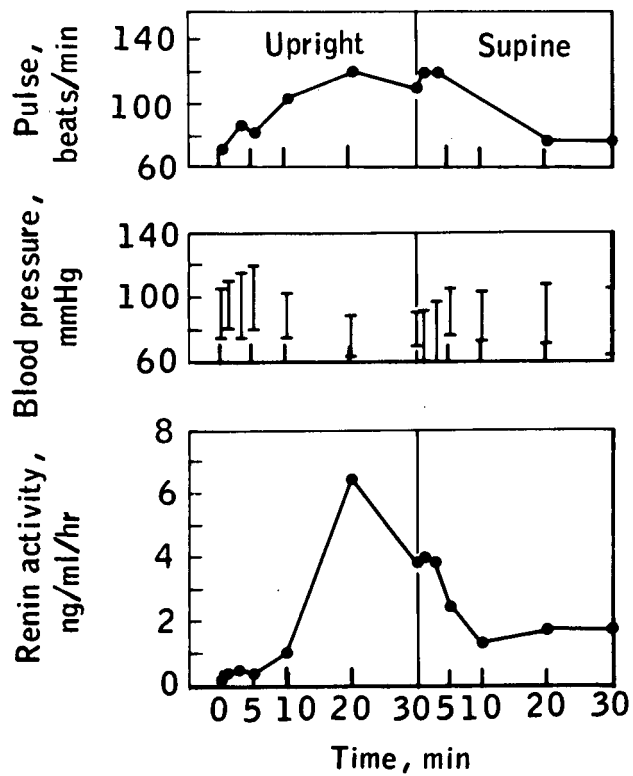 Pulse,
beats/min
140
100
60
Upright
Supine
Blood pressure,
mmHg
140
100
60
Renin activity,
ng/ml/hr
8
6
4
2
0
0 5 10 20 30 5 10 20 30
Time, min